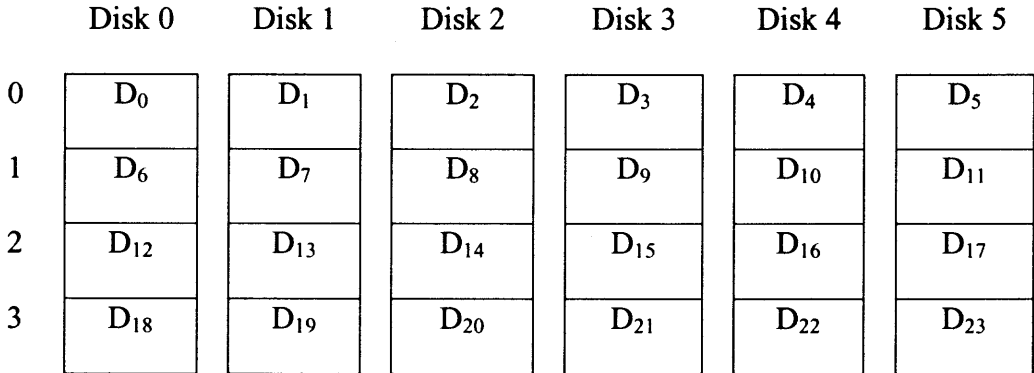 Disk 0 Disk 1 Disk 2 Disk 3 Disk 4 Disk 5
0 D₀ D₁ D₂ D₃ D₄ D₅
1 D₆ D₇ D₈ D₉ D₁₀ D₁₁
2 D₁₂ D₁₃ D₁₄ D₁₅ D₁₆ D₁₇
3 D₁₈ D₁₉ D₂₀ D₂₁ D₂₂ D₂₃